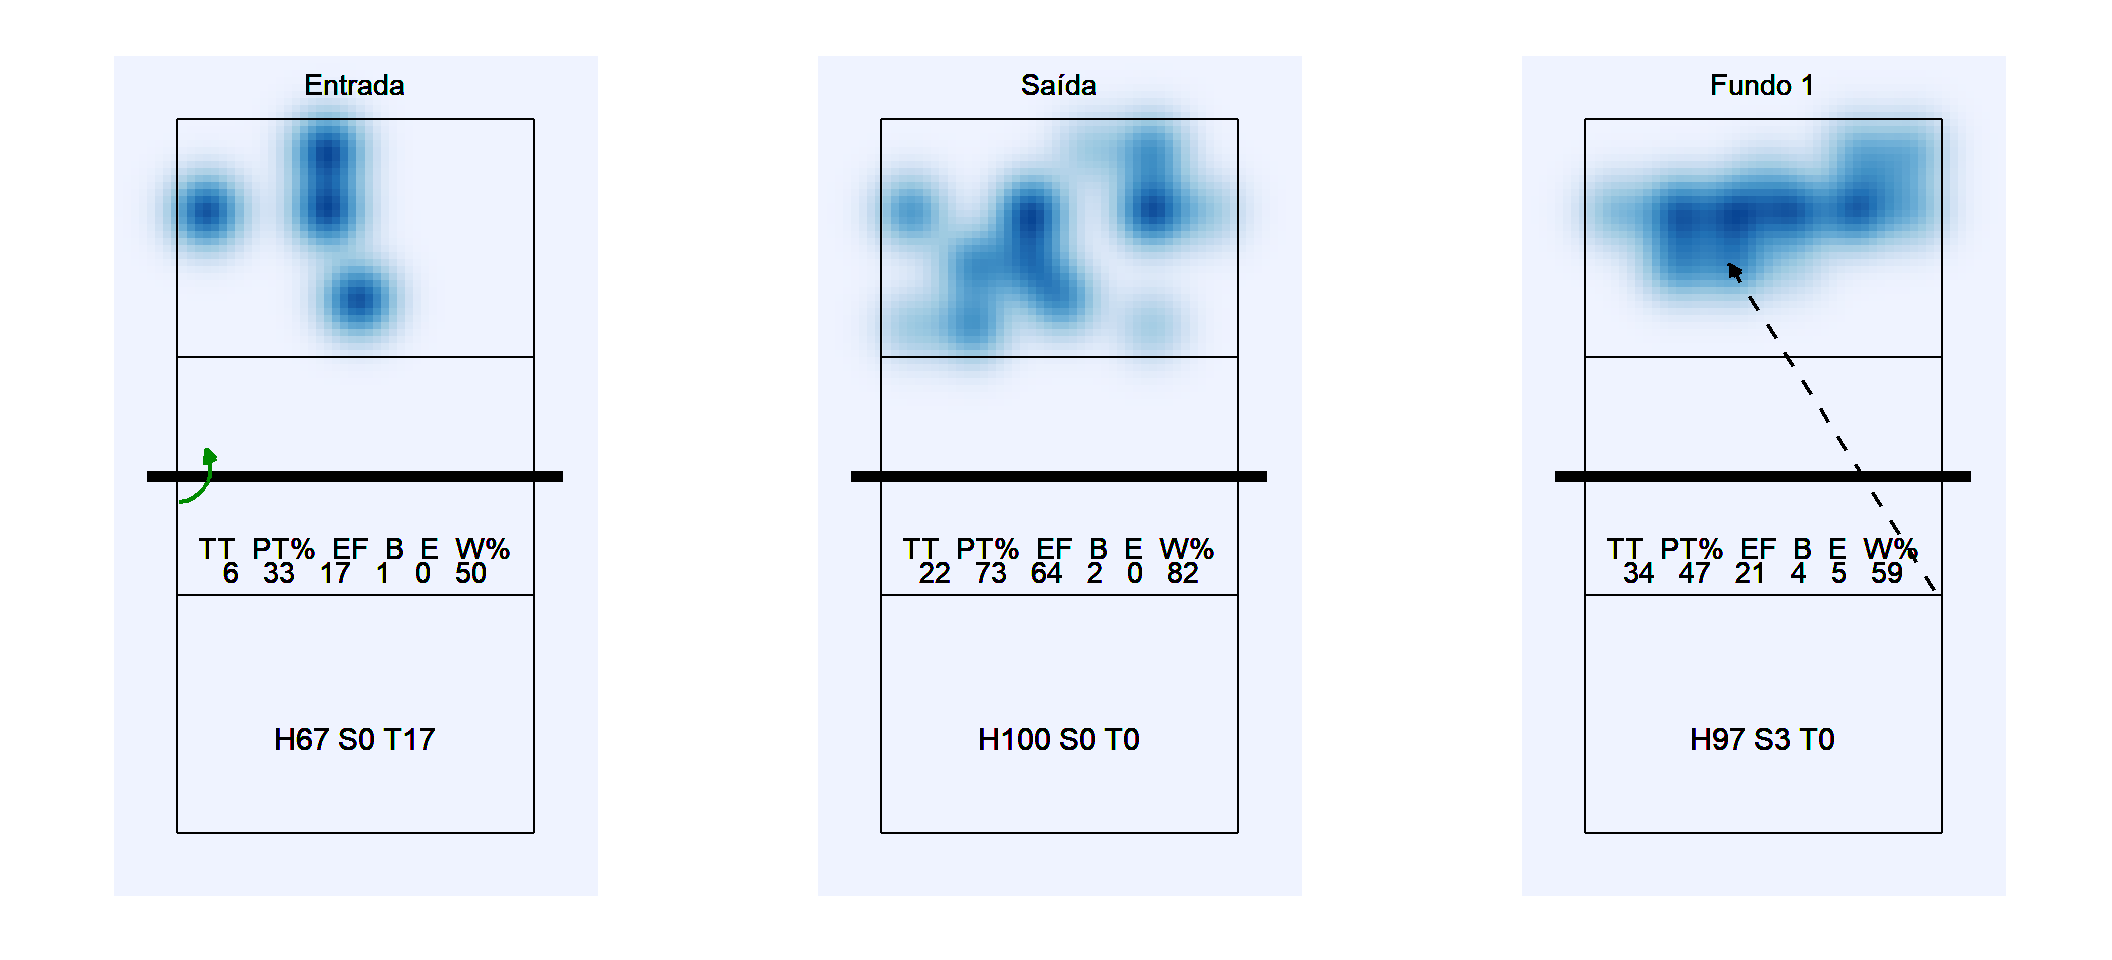 Entrada
TT PT% EF B E W%
6 33 17 1 0 50
H67 S0 T17
Saída
TT PT% EF B E W%
22 73 64 2 0 82
H100 S0 T0
Fundo 1
TT PT% EF B E W%
34 47 21 4 5 59
H97 S3 T0